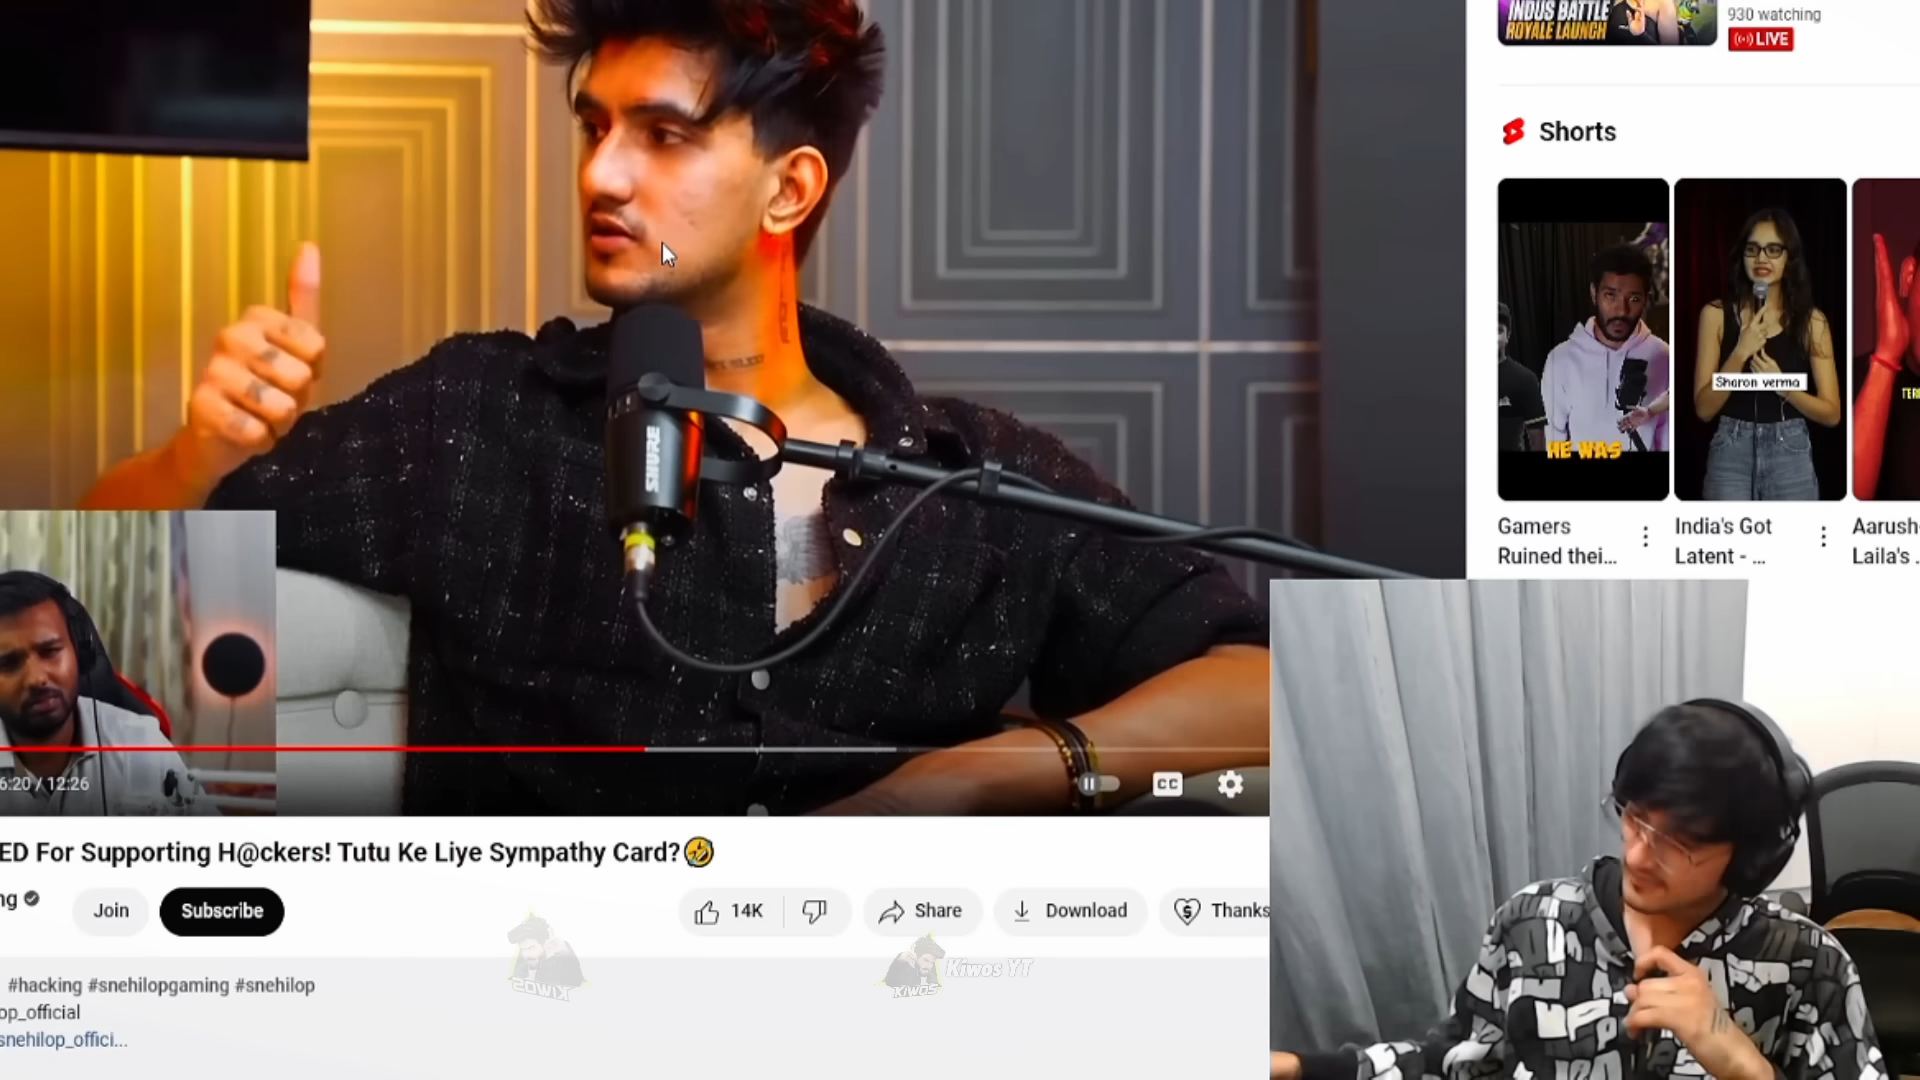 INDUS BATTLE
ROYALE LAUNCH
930 watching
LIVE
Shorts
SHURE
HE WAS
Sharon verma
Gamers
Ruined thei...
India's Got
Latent - ...
Aarush
Laila's .
6:20 / 12:26
CC
ED For Supporting H@ckers! Tutu Ke Liye Sympathy Card?🤣
ng
Join
Subscribe
14K
Share
Download
Thanks
#hacking #snehilopgaming #snehilop
op_official
snehilop_offici...
KIWOS
KIWOS
Kiwos YT